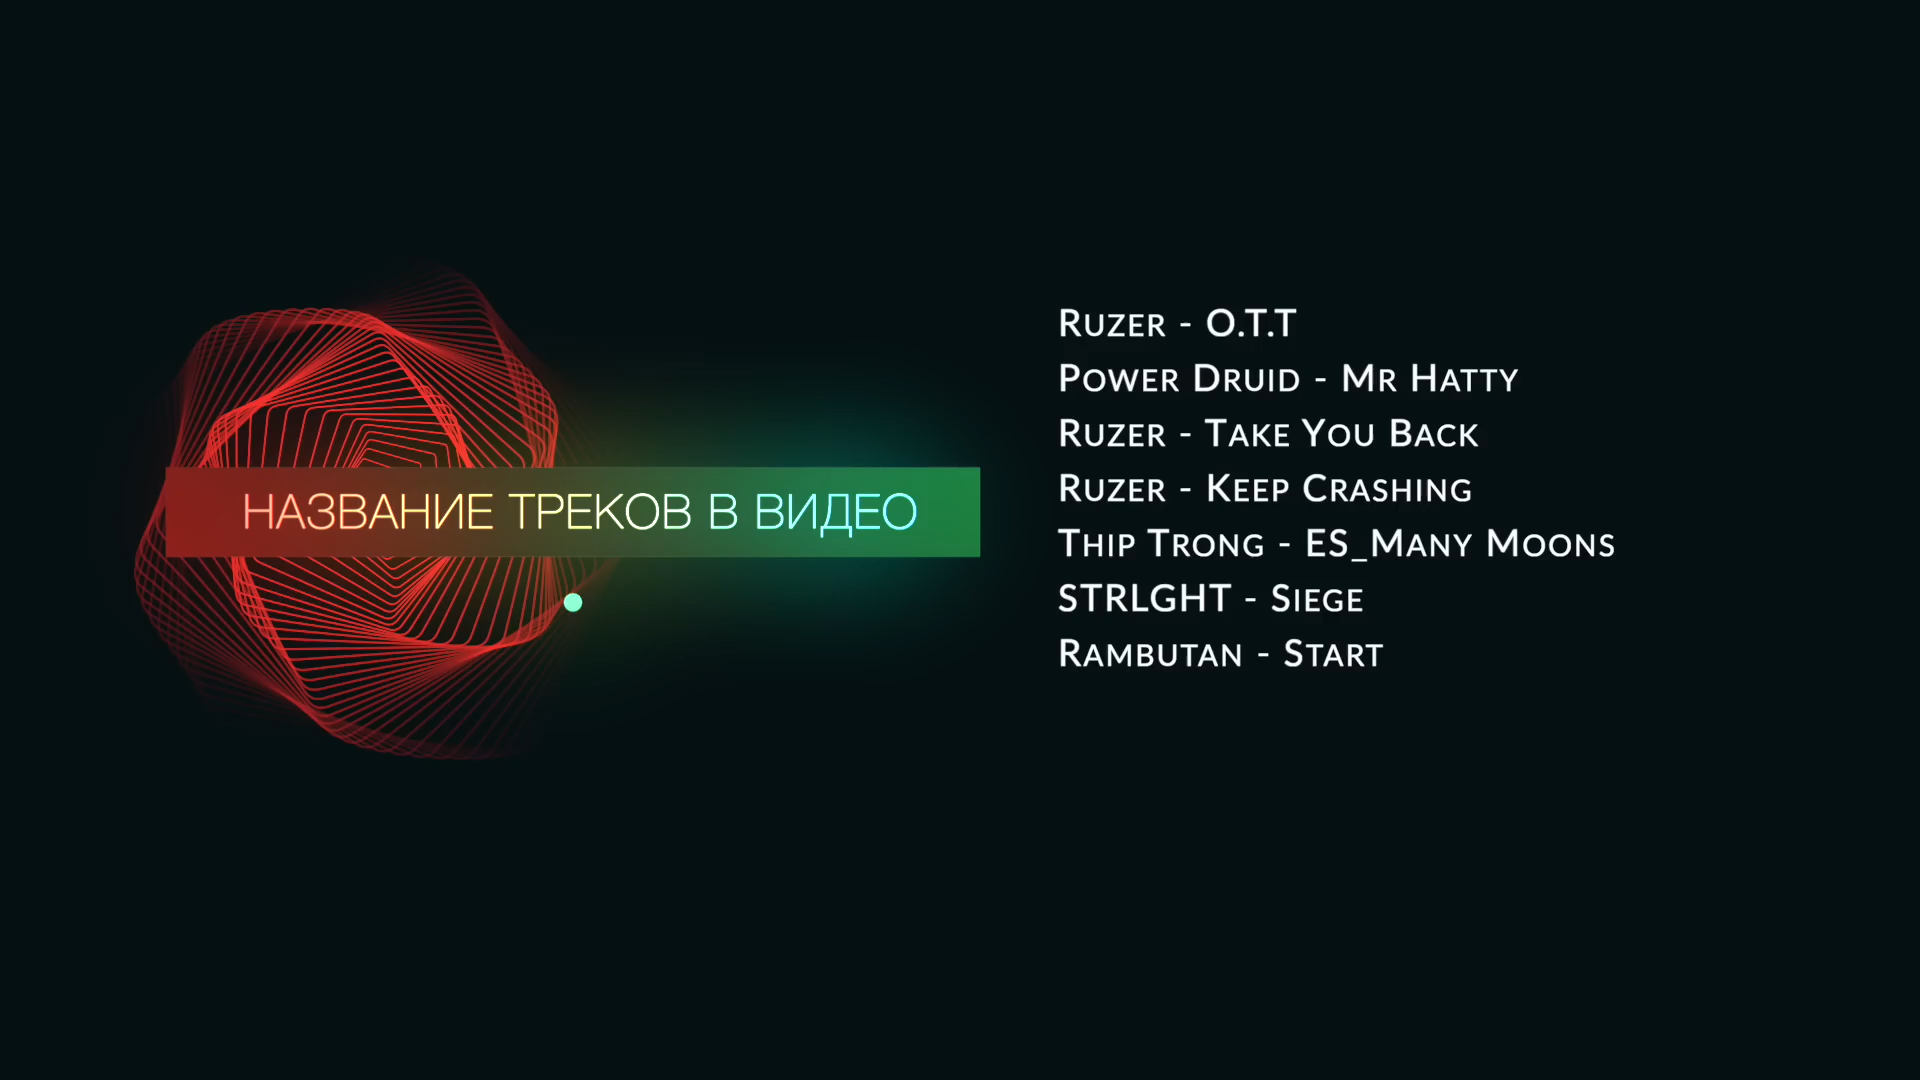 НАЗВАНИЕ ТРЕКОВ В ВИДЕО
Ruzer - O.T.T
Power Druid - Mr Hatty
Ruzer - Take You Back
Ruzer - Keep Crashing
Thip Trong - ES_Many Moons
STRLGHT - Siege
Rambutan - Start